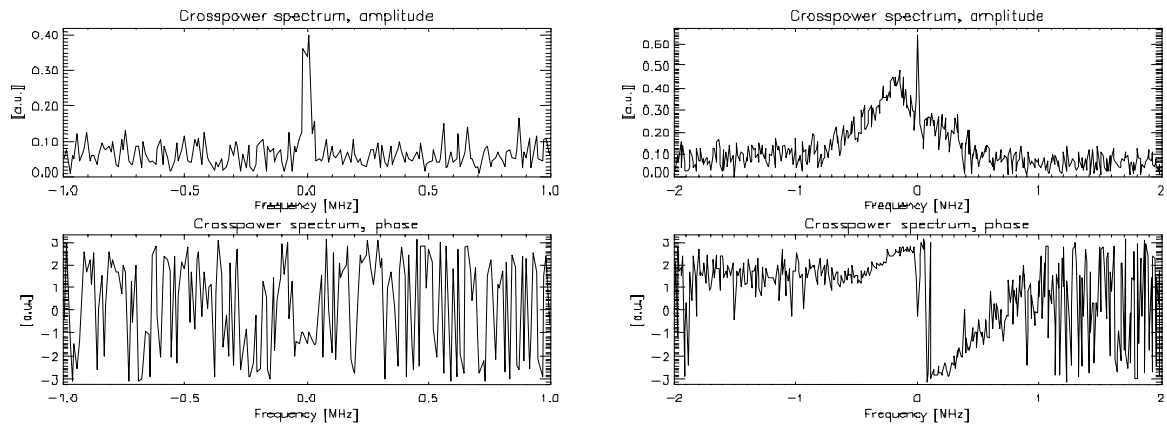 Crosspower spectrum, amplitude
Crosspower spectrum, amplitude
[a.u.]
0.40
0.30
0.20
0.10
0.00
-1.0 -0.5 0.0 0.5 1.0
Frequency [MHz]
[a.u.]
0.60
0.50
0.40
0.30
0.20
0.10
0.00
-2 -1 0 1 2
Frequency [MHz]
Crosspower spectrum, phase
Crosspower spectrum, phase
[a.u.]
3
2
1
0
-1
-2
-3
-1.0 -0.5 0.0 0.5 1.0
Frequency [MHz]
[a.u.]
3
2
1
0
-1
-2
-3
-2 -1 0 1 2
Frequency [MHz]